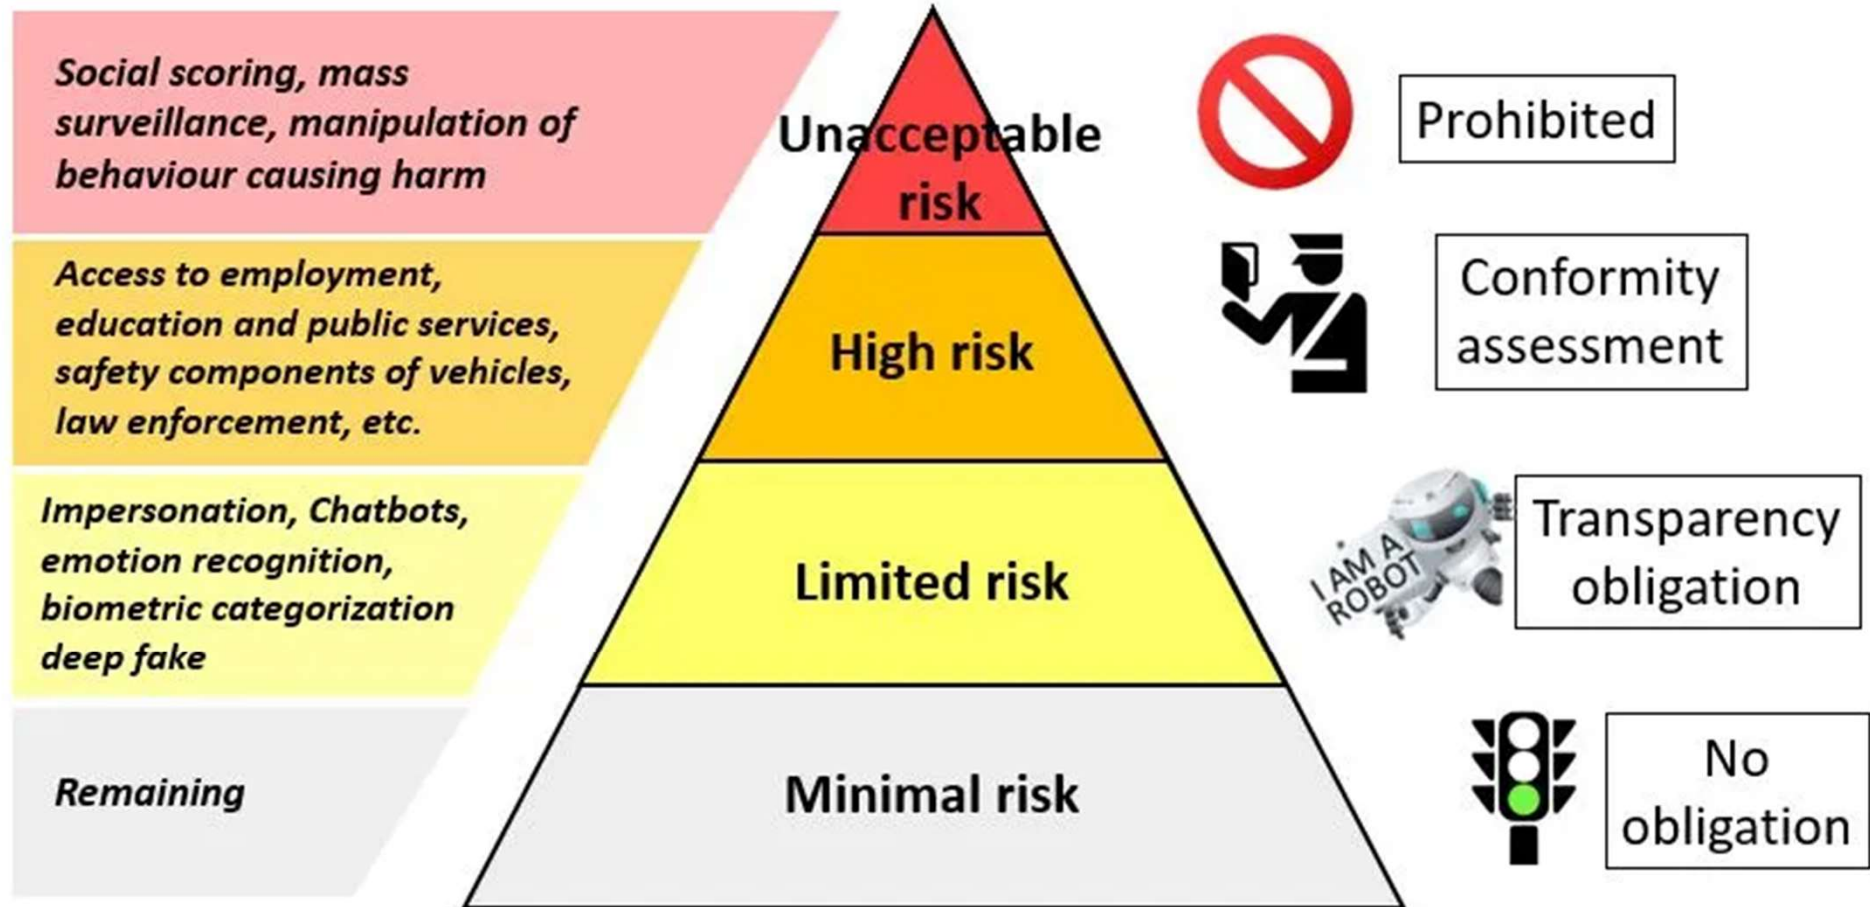 Social scoring, mass
surveillance, manipulation of
behaviour causing harm
Unacceptable
risk
Prohibited
Access to employment,
education and public services,
safety components of vehicles,
law enforcement, etc.
High risk
Conformity
assessment
Impersonation, Chatbots,
emotion recognition,
biometric categorization
deep fake
Limited risk
I AM A
ROBOT
Transparency
obligation
Remaining
Minimal risk
No
obligation